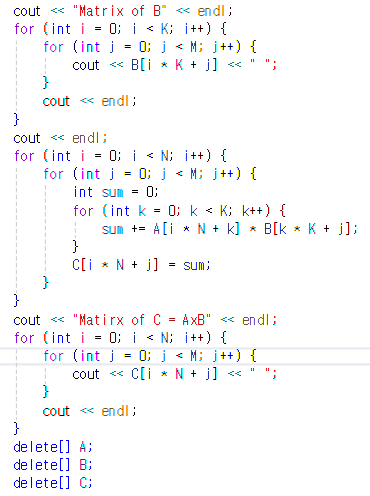 cout << "Matrix of B" << endl;
for (int i = 0; i < K; i++) {
for (int j = 0; j < M; j++) {
cout << B[i * K + j] << " ";
}
cout << endl;
}
cout << endl;
for (int i = 0; i < N; i++) {
for (int j = 0; j < M; j++) {
int sum = 0;
for (int k = 0; k < K; k++) {
sum += A[i * N + k] * B[k * K + j];
}
C[i * N + j] = sum;
}
}
cout << "Matirx of C = AxB" << endl;
for (int i = 0; i < N; i++) {
for (int j = 0; j < M; j++) {
cout << C[i * N + j] << " ";
}
cout << endl;
}
delete[] A;
delete[] B;
delete[] C;